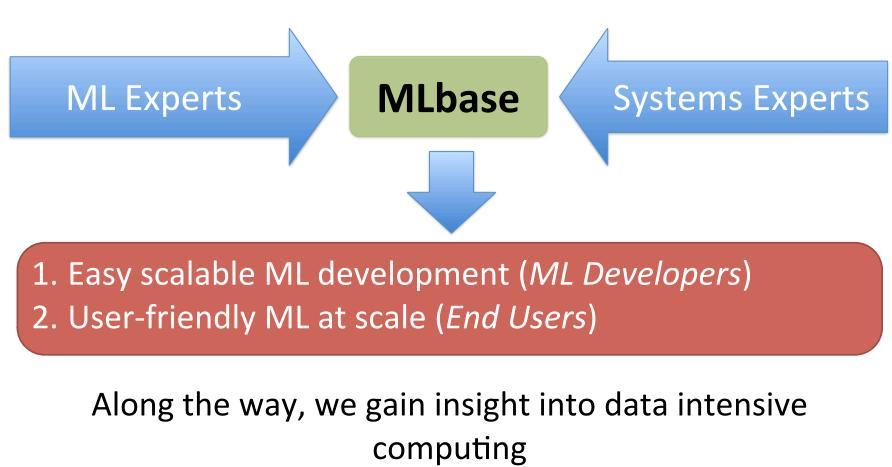 ML Experts
MLbase
Systems Experts
1. Easy scalable ML development (ML Developers)
2. User-friendly ML at scale (End Users)
Along the way, we gain insight into data intensive
computing